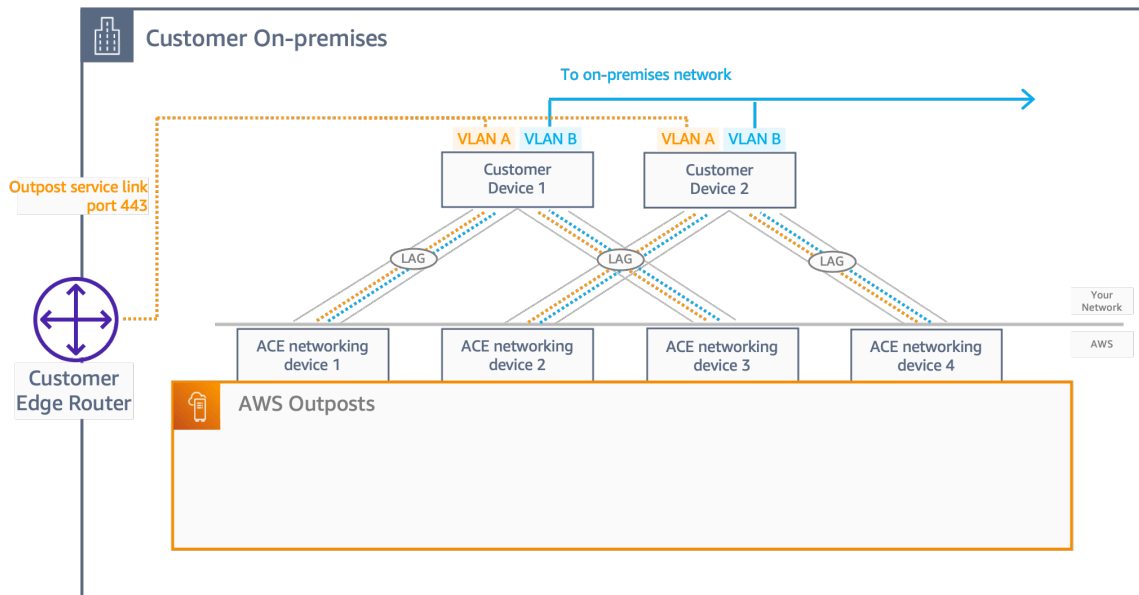 Customer On-premises
To on-premises network
VLAN A VLAN B
VLAN A VLAN B
Customer
Device 1
Customer
Device 2
Outpost service link
port 443
LAG
LAG
LAG
Your
Network
AWS
ACE networking
device 1
ACE networking
device 2
ACE networking
device 3
ACE networking
device 4
Customer
Edge Router
AWS Outposts